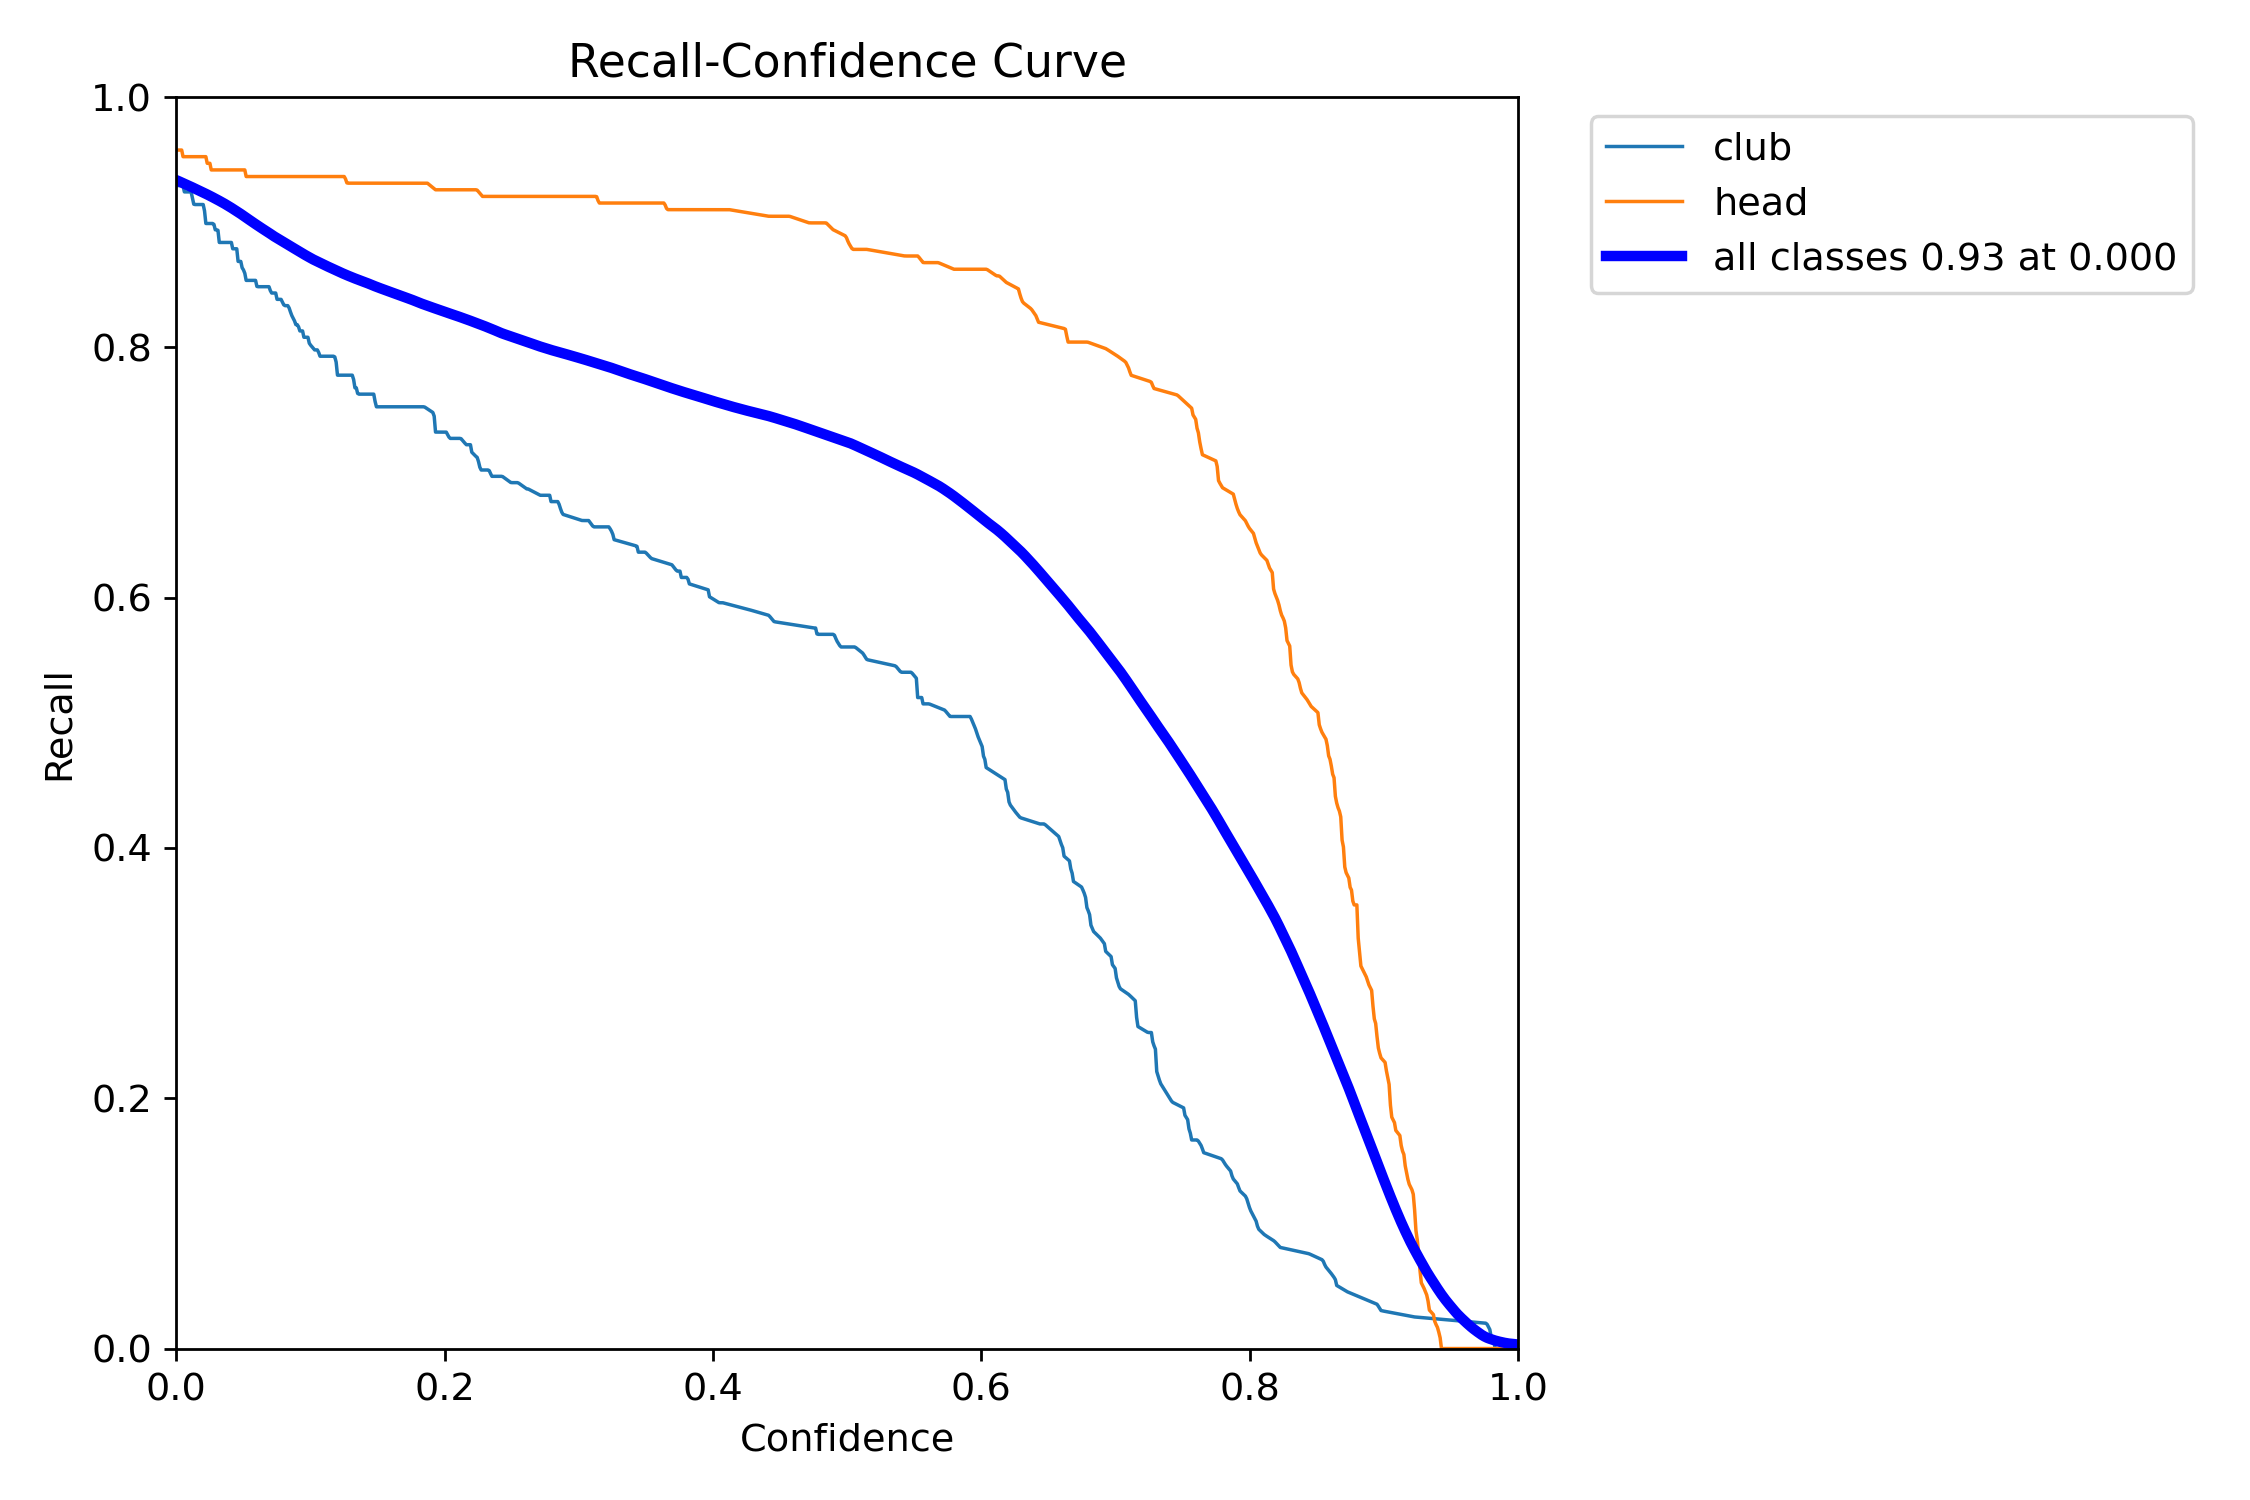 Recall-Confidence Curve
1.0
0.8
0.6
0.4
0.2
0.0
Recall
0.0 0.2 0.4 0.6 0.8 1.0
Confidence
club
head
all classes 0.93 at 0.000